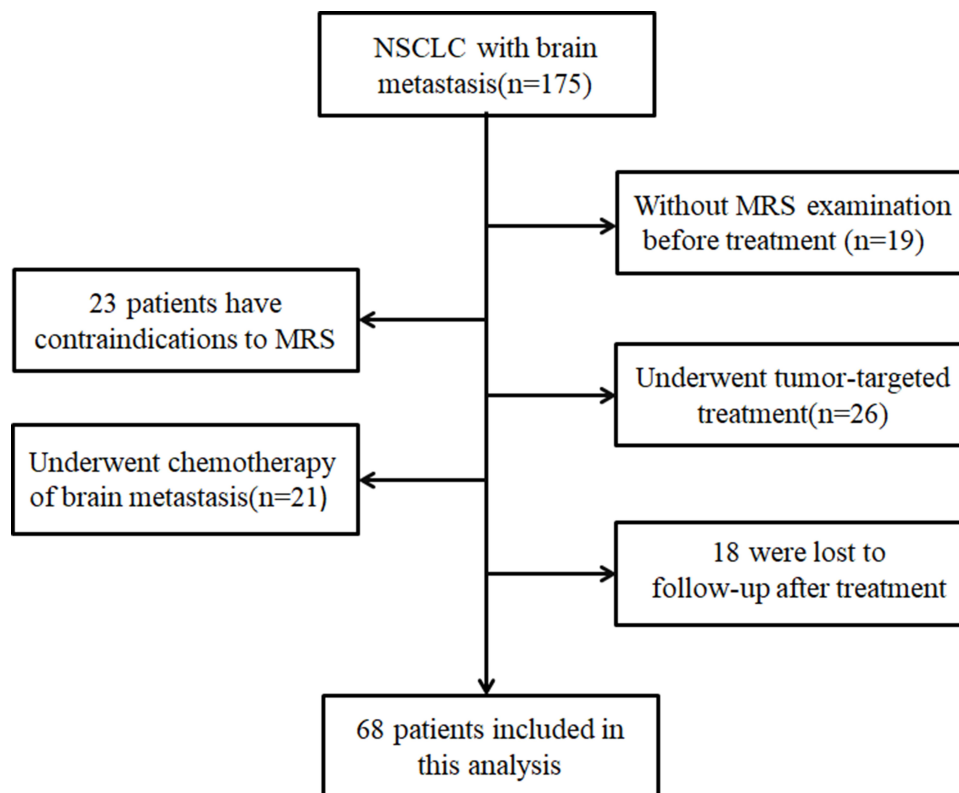 NSCLC with brain
metastasis(n=175)
Without MRS examination
before treatment (n=19)
23 patients have
contraindications to MRS
Underwent tumor-targeted
treatment(n=26)
Underwent chemotherapy
of brain metastasis(n=21)
18 were lost to
follow-up after treatment
68 patients included in
this analysis